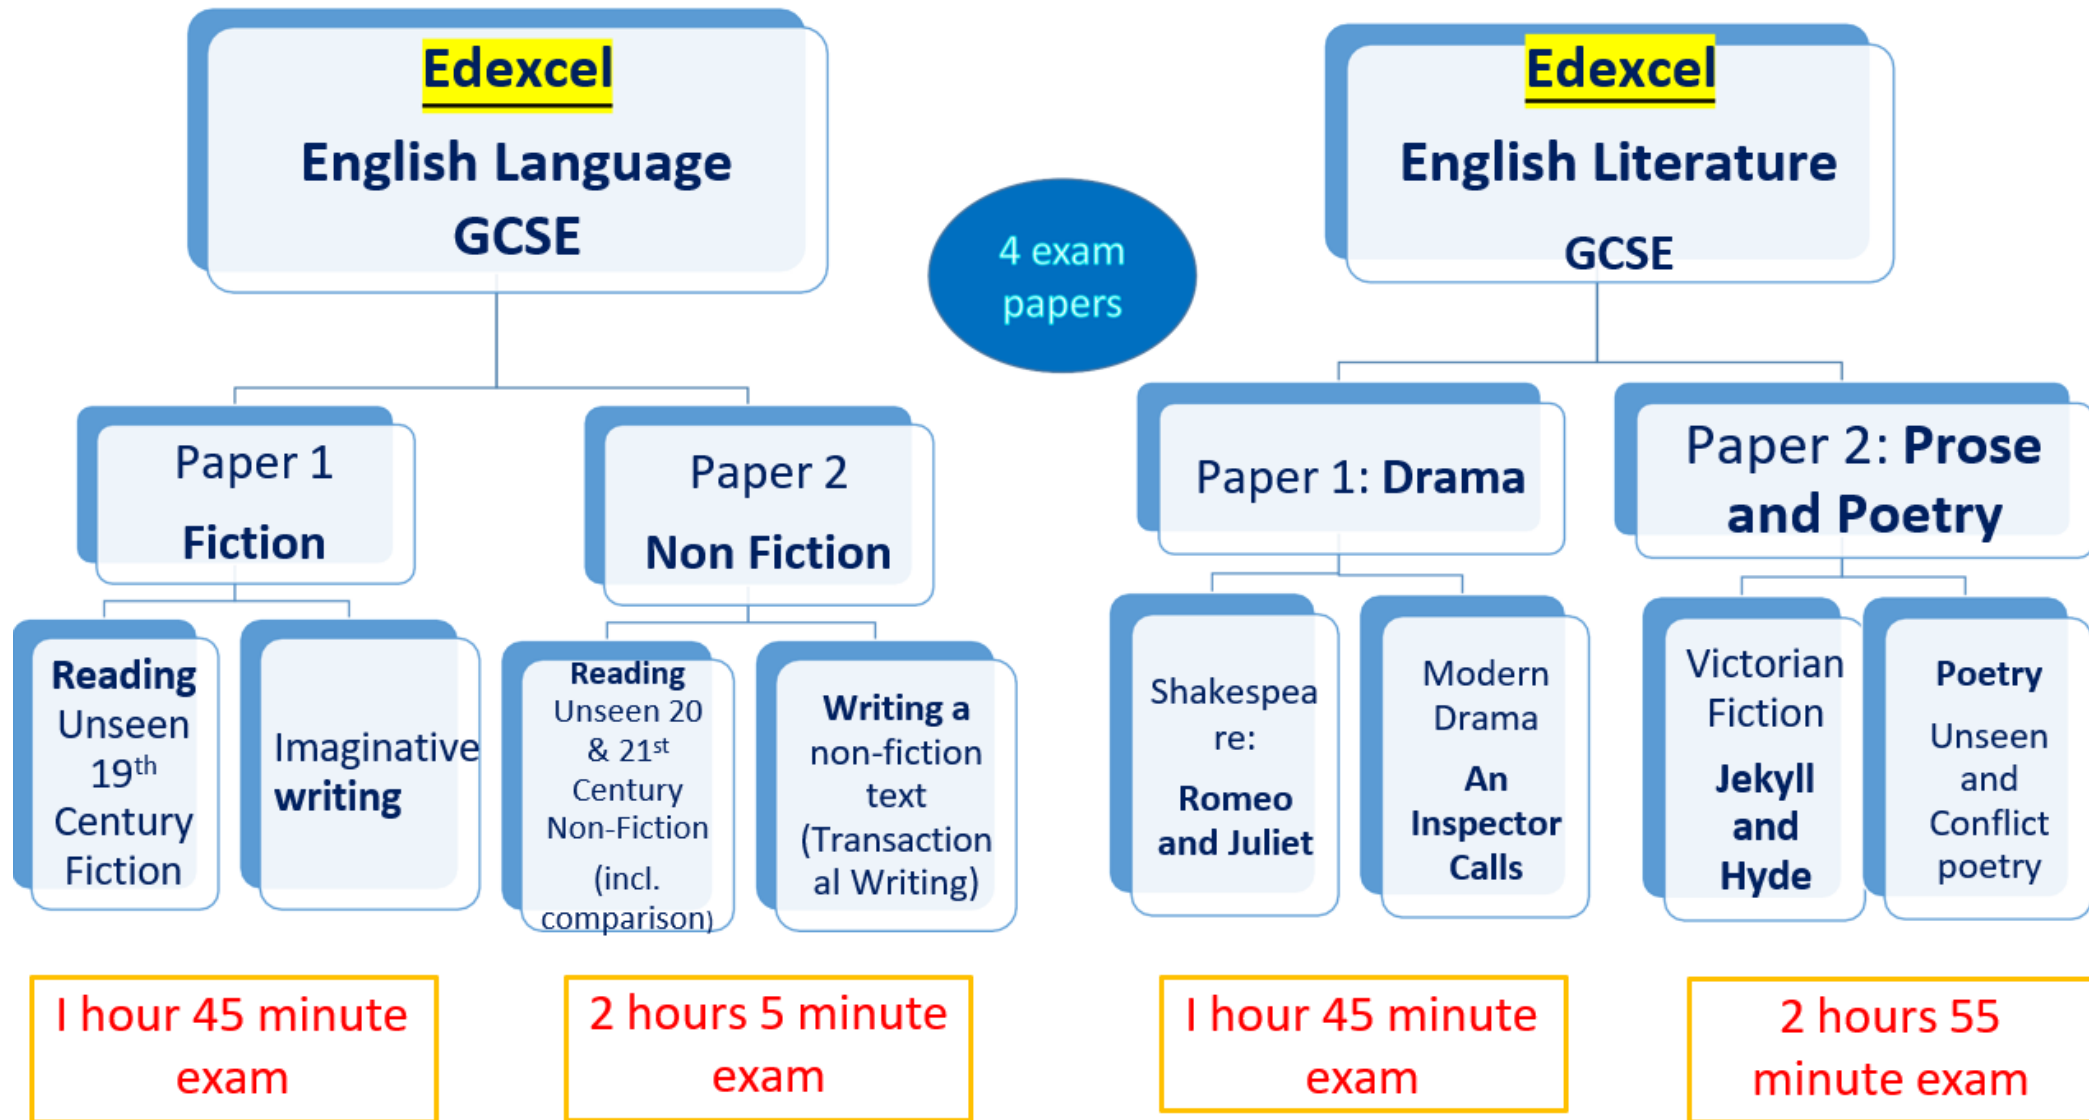 Edexcel
English Language
GCSE
4 exam
papers
Edexcel
English Literature
GCSE
Paper 1
Fiction
Paper 2
Non Fiction
Paper 1: Drama
Paper 2: Prose
and Poetry
Reading
Unseen
19th
Century
Fiction
Imaginative
writing
Reading
Unseen 20
& 21st
Century
Non-Fiction
(incl.
comparison)
Writing a
non-fiction
text
(Transaction
al Writing)
Shakespea
re:
Romeo
and Juliet
Modern
Drama
An
Inspector
Calls
Victorian
Fiction
Jekyll
and
Hyde
Poetry
Unseen
and
Conflict
poetry
I hour 45 minute
exam
2 hours 5 minute
exam
I hour 45 minute
exam
2 hours 55
minute exam